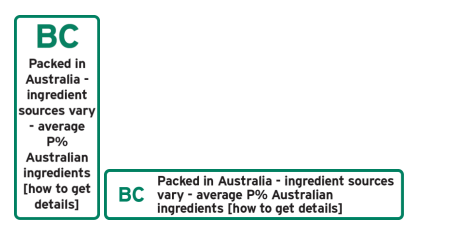 BC
Packed in
Australia -
ingredient
sources vary
- average
P%
Australian
ingredients
[how to get
details]
BC
Packed in Australia - ingredient sources
vary - average P% Australian
ingredients [how to get details]